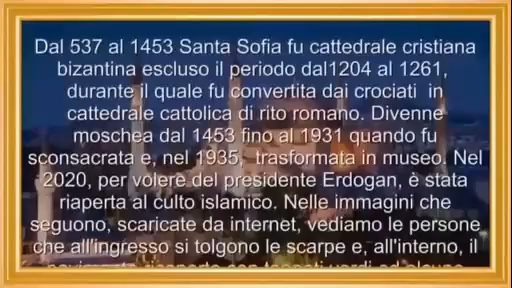 Dal 537 al 1453 Santa Sofia fu cattedrale cristiana
bizantina escluso il periodo dal1204 al 1261,
durante il quale fu convertita dai crociati in
cattedrale cattolica di rito romano. Divenne
moschea dal 1453 fino al 1931 quando fu
sconsacrata e, nel 1935, trasformata in museo. Nel
2020, per volere del presidente Erdogan, è stata
riaperta al culto islamico. Nelle immagini che
seguono, scaricate da internet, vediamo le persone
che all'ingresso si tolgono le scarpe e, all'interno, il